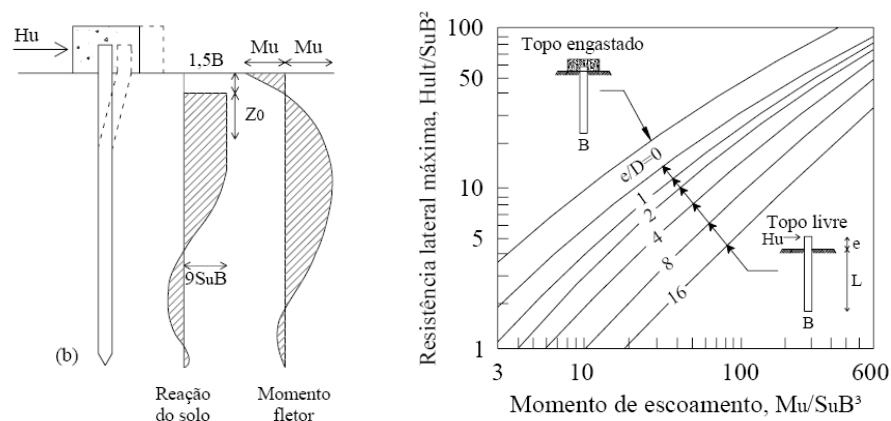 Hu
1,5B
Mu
Mu
Z0
9SuB
(b)
Reação
do solo
Momento
fletor
Resistência lateral máxima, Hult/SuB²
100
50
10
5
1
3
10
100
600
Momento de escoamento, Mu/SuB³
Topo engastado
B
e/D=0
1
2
4
8
16
Topo livre
Hu
e
L
B